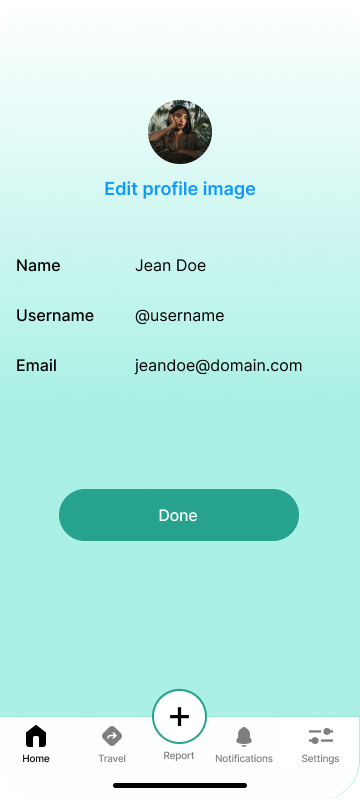 Edit profile image
Name Jean Doe
Username @username
Email jeandoe@domain.com
Done
Home Travel Report Notifications Settings